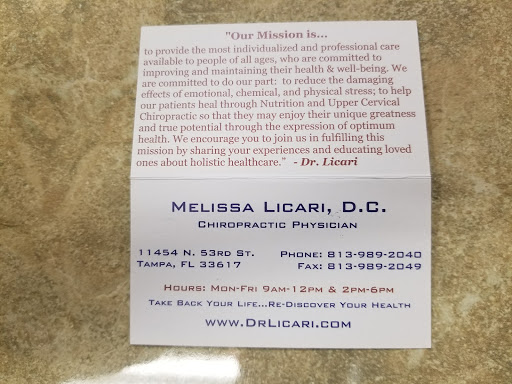 "Our Mission is...
to provide the most individualized and professional care
available to people of all ages, who are committed to
improving and maintaining their health & well-being. We
are committed to do our part: to reduce the damaging
effects of emotional, chemical, and physical stress; to help
our patients heal through Nutrition and Upper Cervical
Chiropractic so that they may enjoy their unique greatness
and true potential through the expression of optimum
health. We encourage you to join us in fulfilling this
mission by sharing your experiences and educating loved
ones about holistic healthcare." - Dr. Licari
Melissa Licari, D.C.
Chiropractic Physician
11454 N. 53rd St. Phone: 813-989-2040
Tampa, FL 33617 Fax: 813-989-2049
Hours: Mon-Fri 9am-12pm & 2pm-6pm
Take Back Your Life...Re-Discover Your Health
www.DrLicari.com